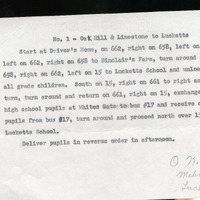 No. 1 - Oak Hill & Limestone to Lucketts
Start at Driver's Home, on 662, right on 658, left on
left on 662, right on 658 to Sinclair's Farm, turn around
658, right on 662, left on 15 to Lucketts School and unload
all grade children. South on 15, right on 661, right to
turn, turn around and return on 661, right on 15, exchange
high school pupils at Whites Gate to bus #17 and receive
pupils from bus #17, turn around and proceed north over 15
Lucketts School.
Deliver pupils in reverse order in afternoon.
O. N.